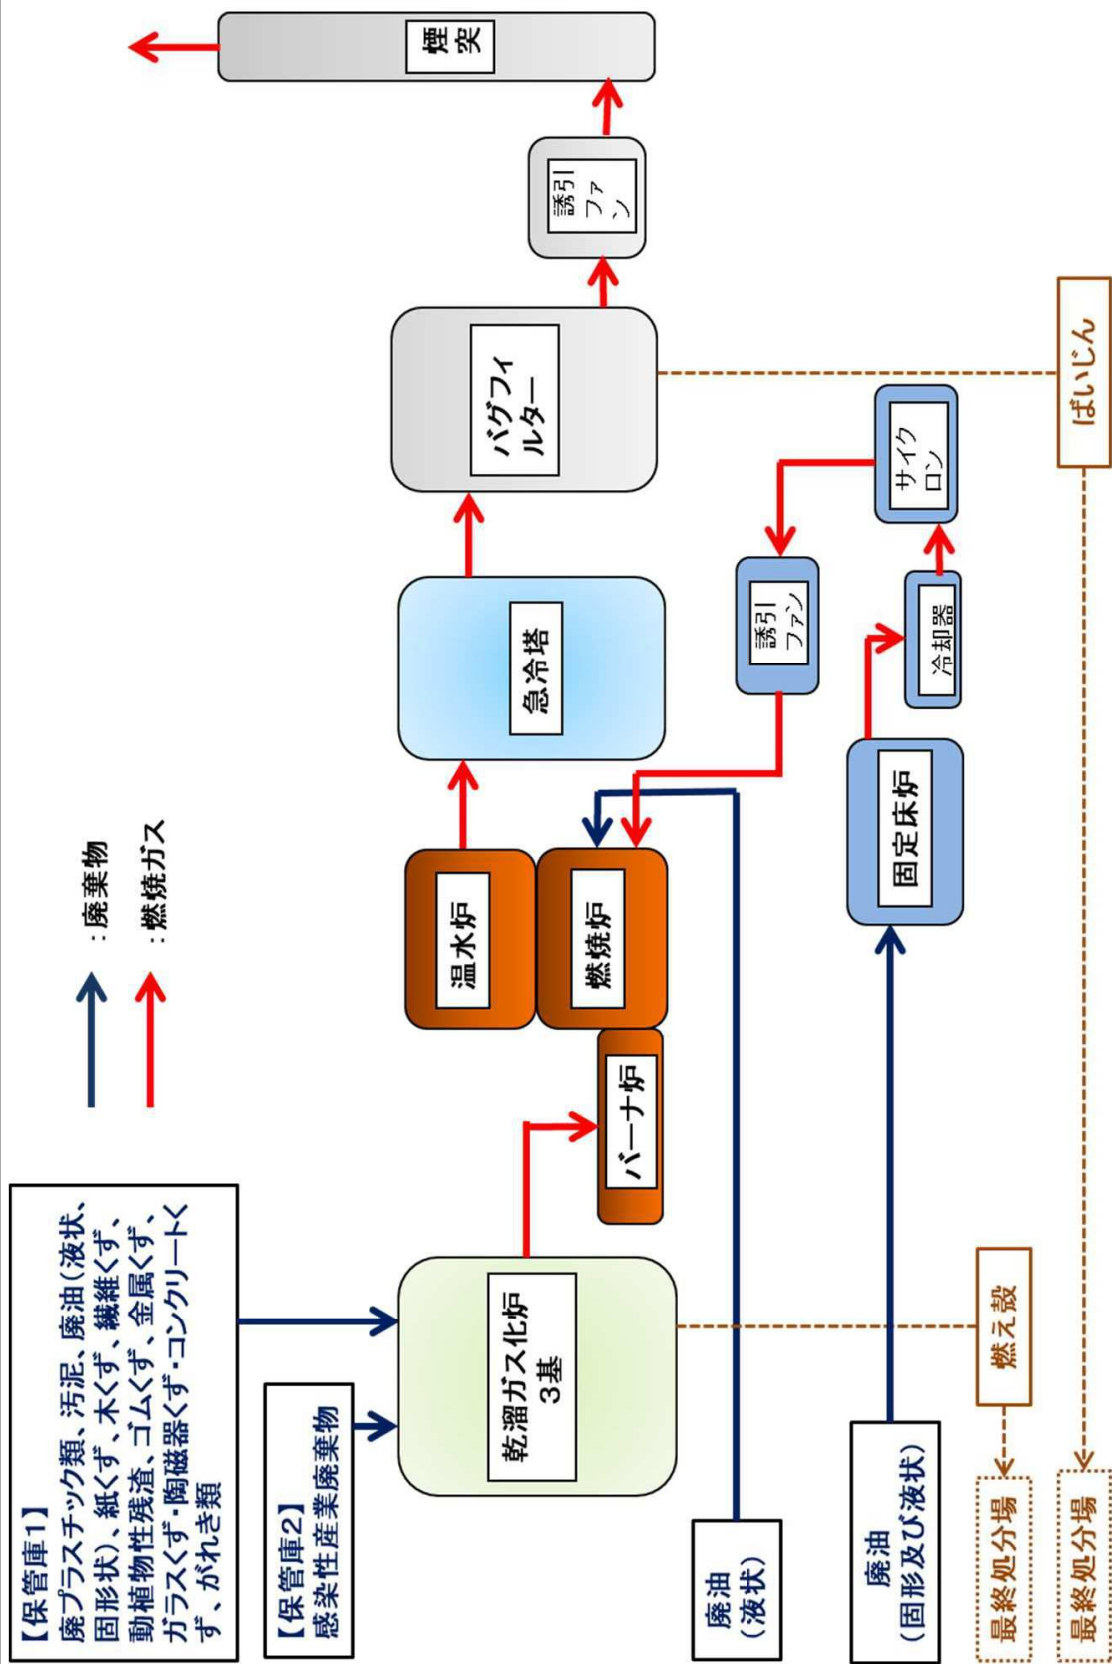 【保管庫1】
廃プラスチック類、汚泥、廃油(液状、
固形状)、紙くず、木くず、繊維くず、
動植物性残渣、ゴムくず、金属くず、
ガラスくず・陶磁器くず・コンクリートく
ず、がれき類
:廃棄物
:燃焼ガス
【保管庫2】
感染性産業廃棄物
乾溜ガス化炉
3基
バーナ炉
温水炉
燃焼炉
急冷塔
バグフィ
ルター
誘引
ファ
ン
煙
突
廃油
(液状)
誘引
ファン
サイク
ロン
冷却器
固定床炉
廃油
(固形及び液状)
燃え殻
最終処分場
ばいじん
最終処分場